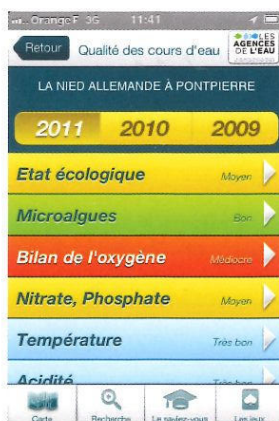 Orange F 3G 11:41
Retour Qualité des cours d'eau LES AGENCES DE L'EAU
LA NIED ALLEMANDE À PONTPIERRE
2011 2010 2009
Etat écologique Moyen
Microalgues Bon
Bilan de l'oxygène Médiocre
Nitrate, Phosphate Moyen
Température Très bon
Acidité
Carte Recherche Le saviez-vous Les jeux